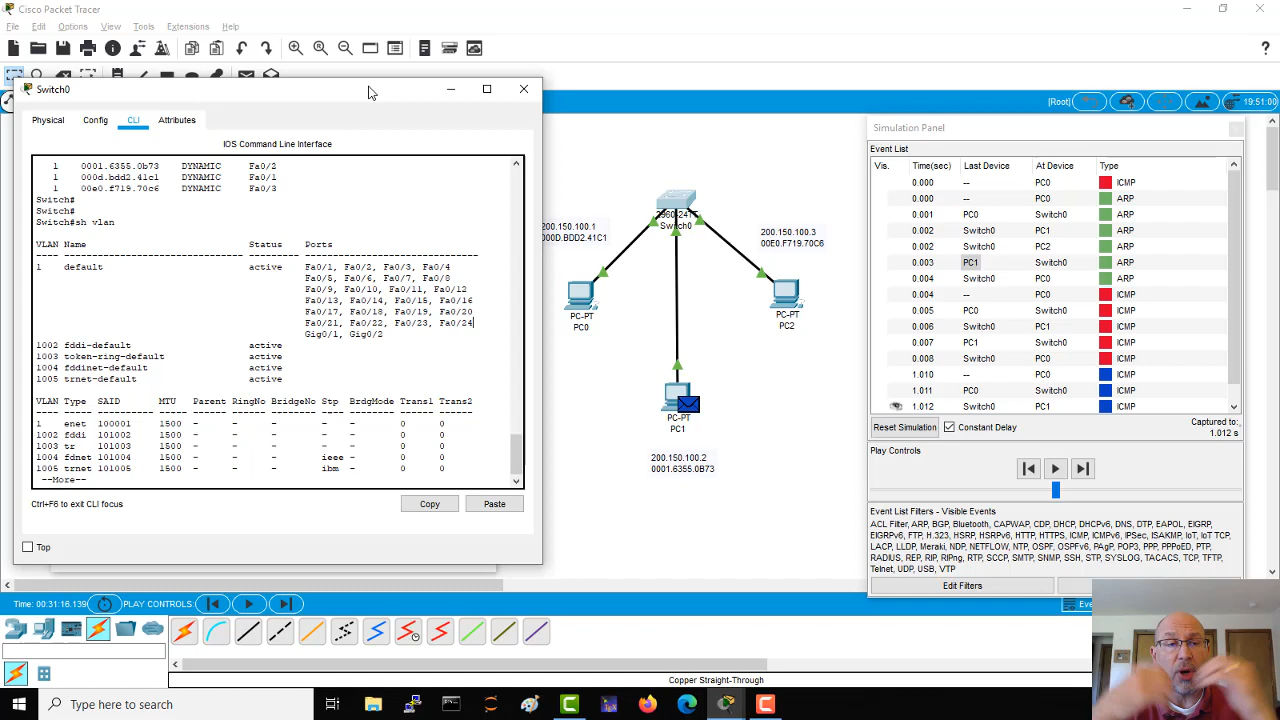 Cisco Packet Tracer
File Edit Options View Tools Extensions Help
?
[Root] 19:51:00
Switch0
Physical Config CLI Attributes
IOS Command Line Interface
1 0001.6355.0b73 DYNAMIC Fa0/2
1 000d.bdd2.41c1 DYNAMIC Fa0/1
1 00e0.f719.70c6 DYNAMIC Fa0/3
Switch#
Switch#
Switch#sh vlan
VLAN Name Status Ports
1 default active Fa0/1, Fa0/2, Fa0/3, Fa0/4
Fa0/5, Fa0/6, Fa0/7, Fa0/8
Fa0/9, Fa0/10, Fa0/11, Fa0/12
Fa0/13, Fa0/14, Fa0/15, Fa0/16
Fa0/17, Fa0/18, Fa0/19, Fa0/20
Fa0/21, Fa0/22, Fa0/23, Fa0/24
Gig0/1, Gig0/2
1002 fddi-default active
1003 token-ring-default active
1004 fddinet-default active
1005 trnet-default active
VLAN Type SAID MTU Parent RingNo BridgeNo Stp BrdgMode Trans1 Trans2
1 enet 100001 1500 - - - - - 0 0
1002 fddi 101002 1500 - - - - - 0 0
1003 tr 101003 1500 - - - - - 0 0
1004 fdnet 101004 1500 - - - ieee - 0 0
1005 trnet 101005 1500 - - - ibm - 0 0
--More--
Ctrl+F6 to exit CLI focus
Copy Paste
Top
2960-24TT
Switch0
200.150.100.1
000D.BDD2.41C1
200.150.100.3
00E0.F719.70C6
PC-PT
PC0
PC-PT
PC2
PC-PT
PC1
200.150.100.2
0001.6355.0B73
Simulation Panel
Event List
Vis. Time(sec) Last Device At Device Type
0.000 -- PC0 ICMP
0.000 -- PC0 ARP
0.001 PC0 Switch0 ARP
0.002 Switch0 PC1 ARP
0.002 Switch0 PC2 ARP
0.003 PC1 Switch0 ARP
0.004 Switch0 PC0 ARP
0.004 -- PC0 ICMP
0.005 PC0 Switch0 ICMP
0.006 Switch0 PC1 ICMP
0.007 PC1 Switch0 ICMP
0.008 Switch0 PC0 ICMP
1.010 -- PC0 ICMP
1.011 PC0 Switch0 ICMP
1.012 Switch0 PC1 ICMP
Reset Simulation Constant Delay Captured to:
1.012 s
Play Controls
Event List Filters - Visible Events
ACL Filter, ARP, BGP, Bluetooth, CAPWAP, CDP, DHCP, DHCPv6, DNS, DTP, EAPOL, EIGRP,
EIGRPv6, FTP, H.323, HSRP, HSRPv6, HTTP, HTTPS, ICMP, ICMPv6, IPSec, ISAKMP, IoT, IoT TCP,
LACP, LLDP, Meraki, NDP, NETFLOW, NTP, OSPF, OSPFv6, PAgP, POP3, PPP, PPPoED, PTP,
RADIUS, REP, RIP, RIPng, RTP, SCCP, SMTP, SNMP, SSH, STP, SYSLOG, TACACS, TCP, TFTP,
Telnet, UDP, USB, VTP
Edit Filters
Time: 00:31:16.139 PLAY CONTROLS:
Copper Straight-Through
Type here to search